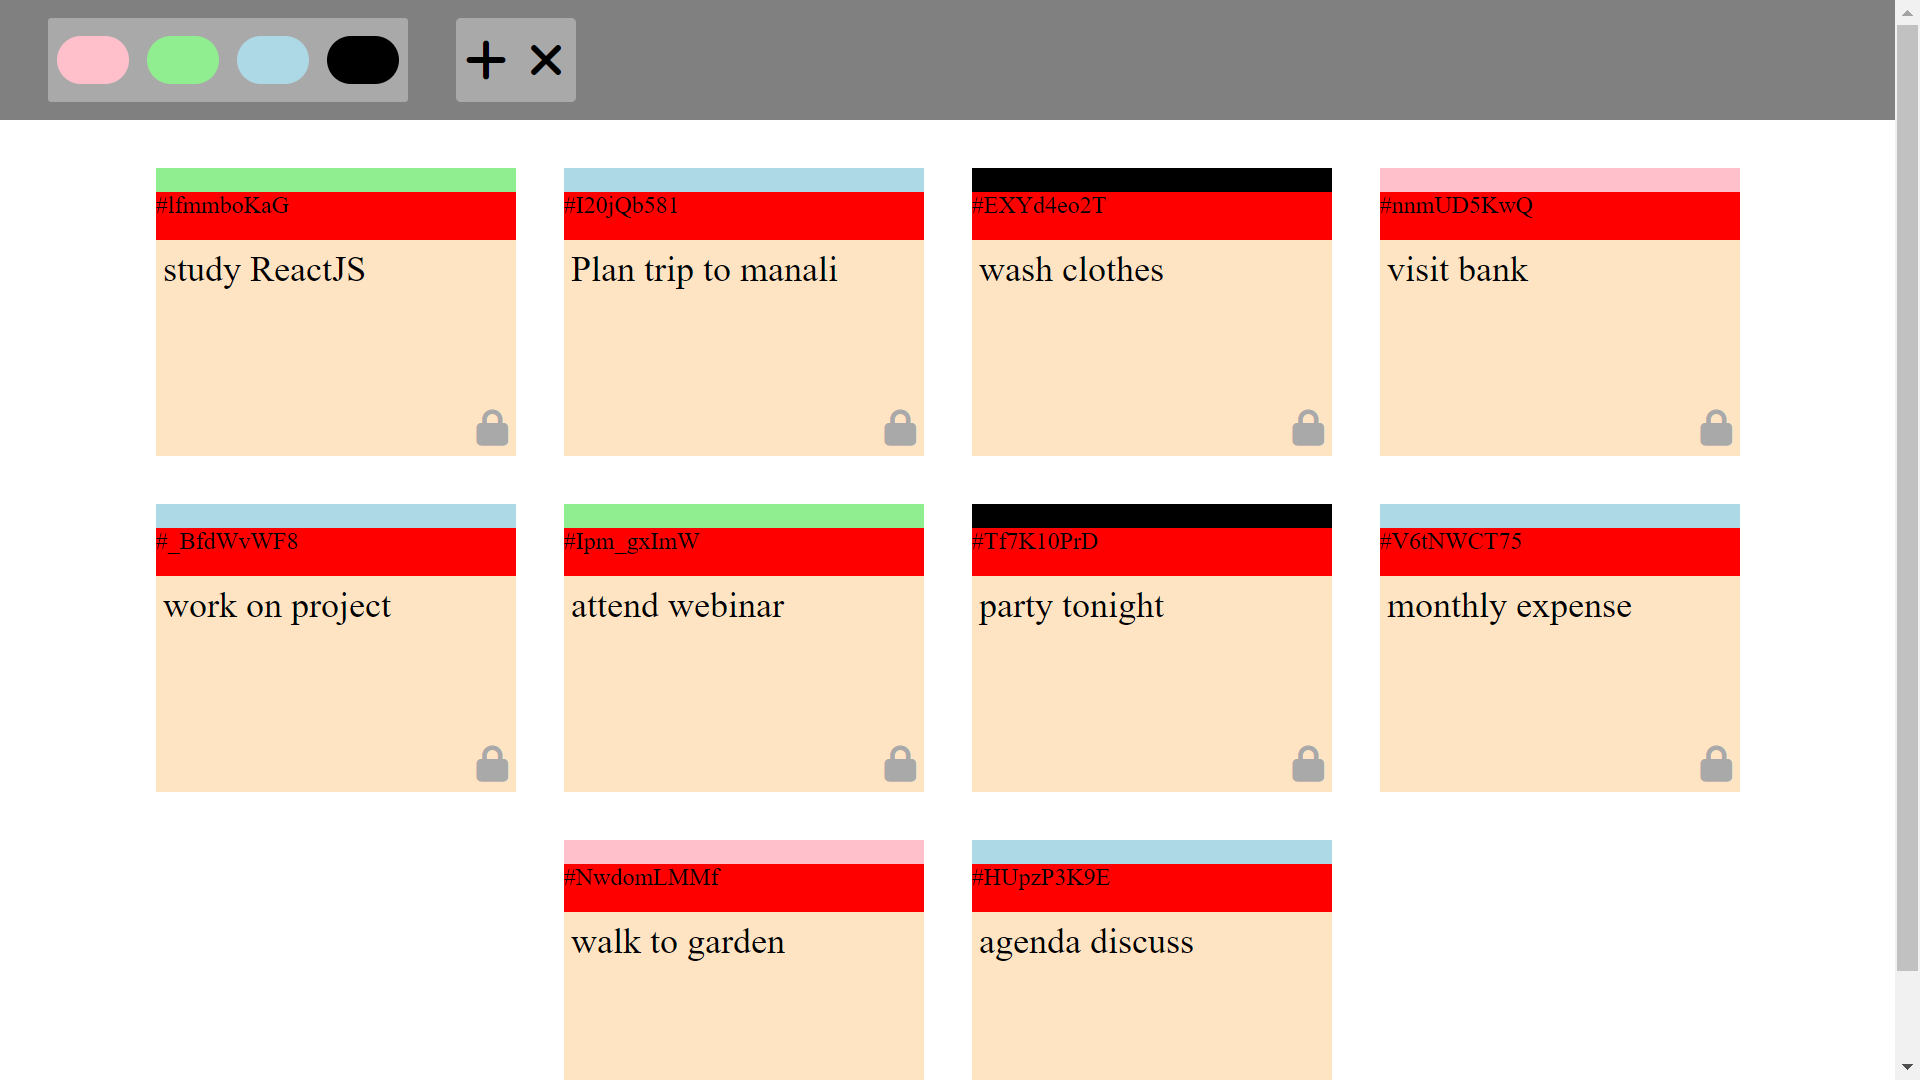 #lfmmboKaG
study ReactJS
#I20jQb581
Plan trip to manali
#EXYd4eo2T
wash clothes
#nnmUD5KwQ
visit bank
#_BfdWvWF8
work on project
#Ipm_gxImW
attend webinar
#Tf7K10PrD
party tonight
#V6tNWCT75
monthly expense
#NwdomLMMf
walk to garden
#HUpzP3K9E
agenda discuss